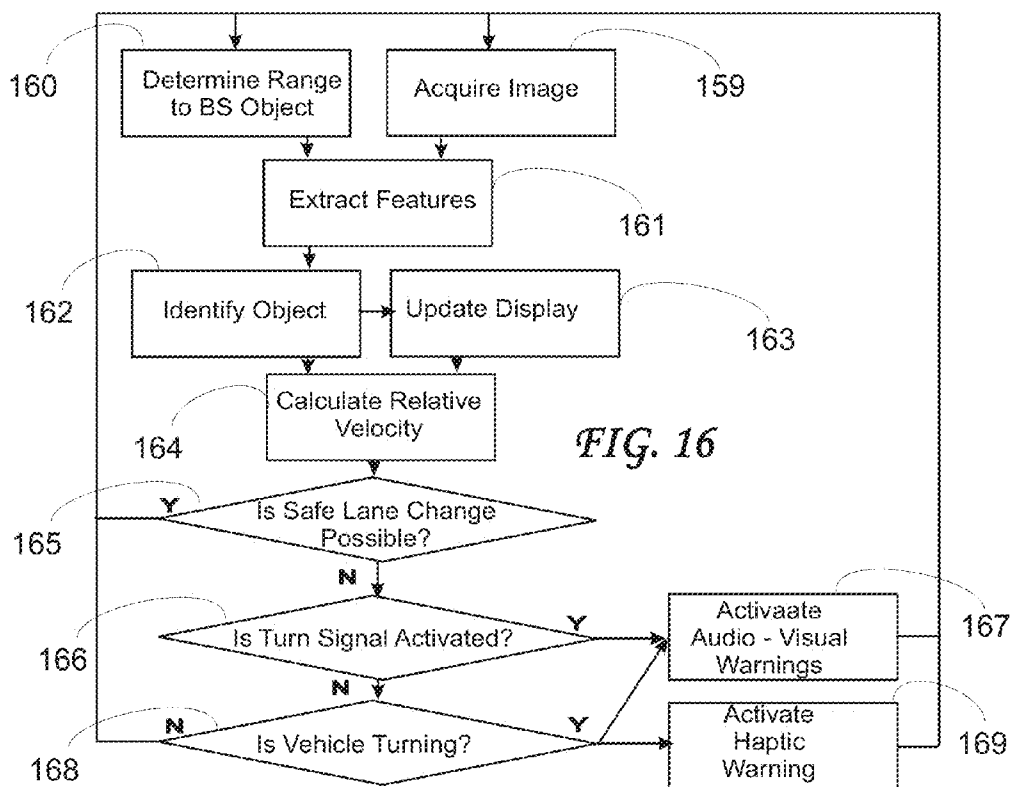 160
Determine Range
to BS Object
Acquire Image
159
Extract Features
161
162
Identify Object
Update Display
163
164
Calculate Relative
Velocity
FIG. 16
165
Y
Is Safe Lane Change
Possible?
N
166
Is Turn Signal Activated?
Y
Activaate
Audio - Visual
Warnings
167
N
168
N
Is Vehicle Turning?
Y
Activate
Haptic
Warning
169